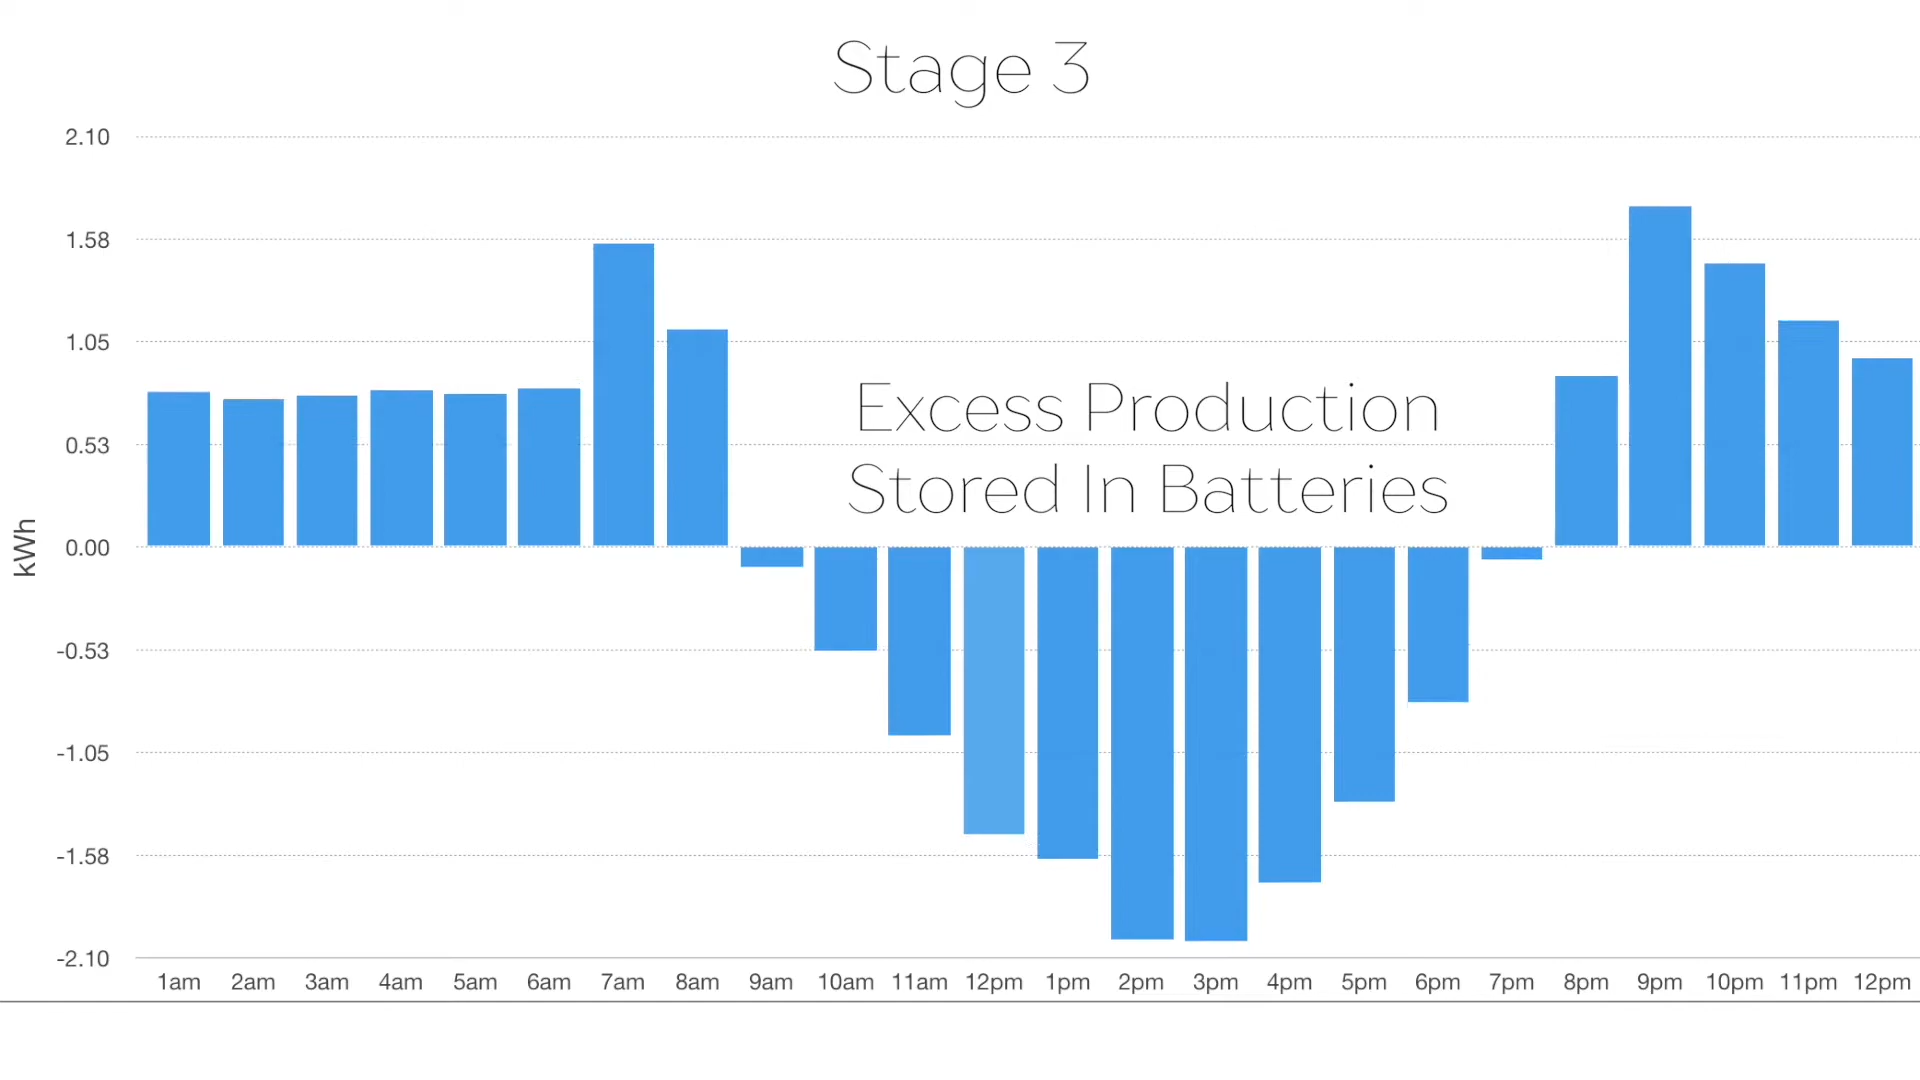 Stage 3
2.10
1.58
1.05
0.53
0.00
-0.53
-1.05
-1.58
-2.10
kWh
Excess Production
Stored In Batteries
1am 2am 3am 4am 5am 6am 7am 8am 9am 10am 11am 12pm 1pm 2pm 3pm 4pm 5pm 6pm 7pm 8pm 9pm 10pm 11pm 12pm